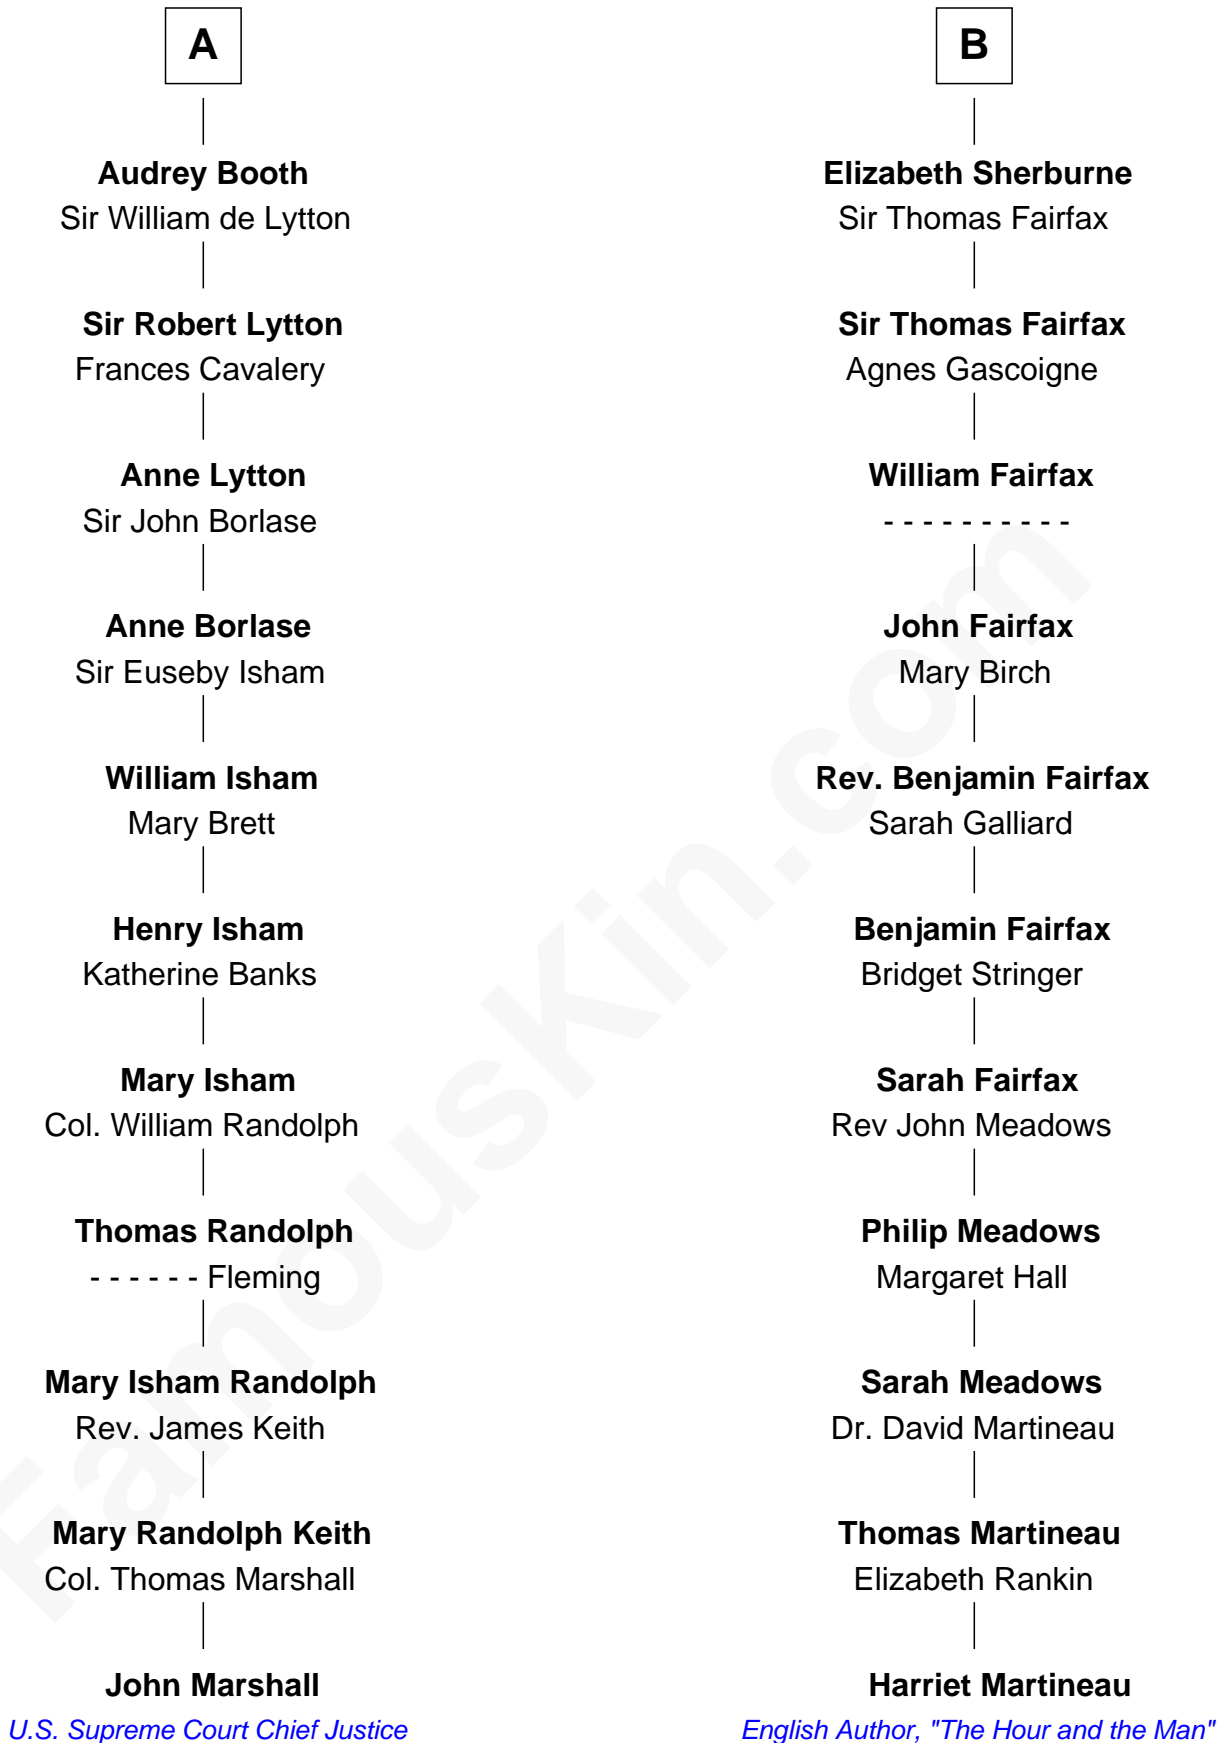 A
Audrey Booth
Sir William de Lytton
Sir Robert Lytton
Frances Cavalery
Anne Lytton
Sir John Borlase
Anne Borlase
Sir Euseby Isham
William Isham
Mary Brett
Henry Isham
Katherine Banks
Mary Isham
Col. William Randolph
Thomas Randolph
- - - - - - Fleming
Mary Isham Randolph
Rev. James Keith
Mary Randolph Keith
Col. Thomas Marshall
John Marshall
U.S. Supreme Court Chief Justice
B
Elizabeth Sherburne
Sir Thomas Fairfax
Sir Thomas Fairfax
Agnes Gascoigne
William Fairfax
- - - - - - - - - -
John Fairfax
Mary Birch
Rev. Benjamin Fairfax
Sarah Galliard
Benjamin Fairfax
Bridget Stringer
Sarah Fairfax
Rev John Meadows
Philip Meadows
Margaret Hall
Sarah Meadows
Dr. David Martineau
Thomas Martineau
Elizabeth Rankin
Harriet Martineau
English Author, "The Hour and the Man"
FamousKin.com